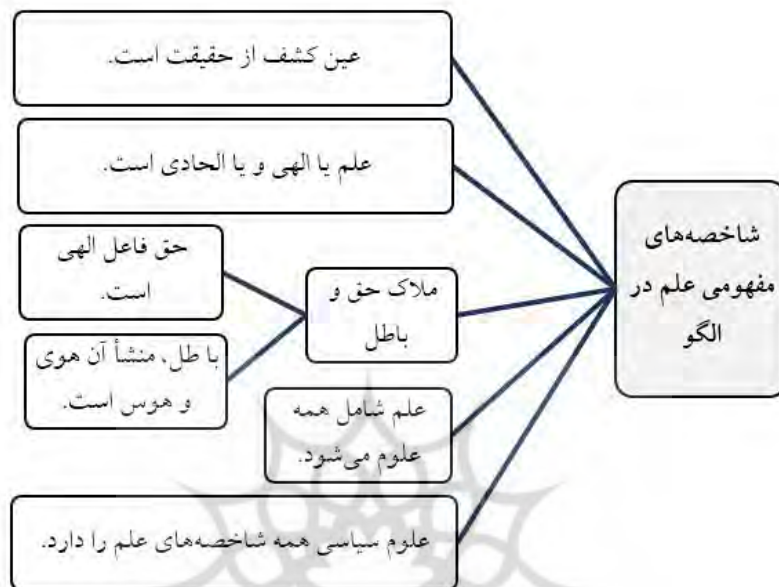 شاخصه‌های
مفهومی علم در
الگو
عین کشف از حقیقت است.
علم یا الهی و یا الحادی است.
ملاک حق و
باطل
حق فاعل الهی
است.
با طل، منشأ آن هوی
و هوس است.
علم شامل همه
علوم می‌شود.
علوم سیاسی همه شاخصه‌های علم را دارد.